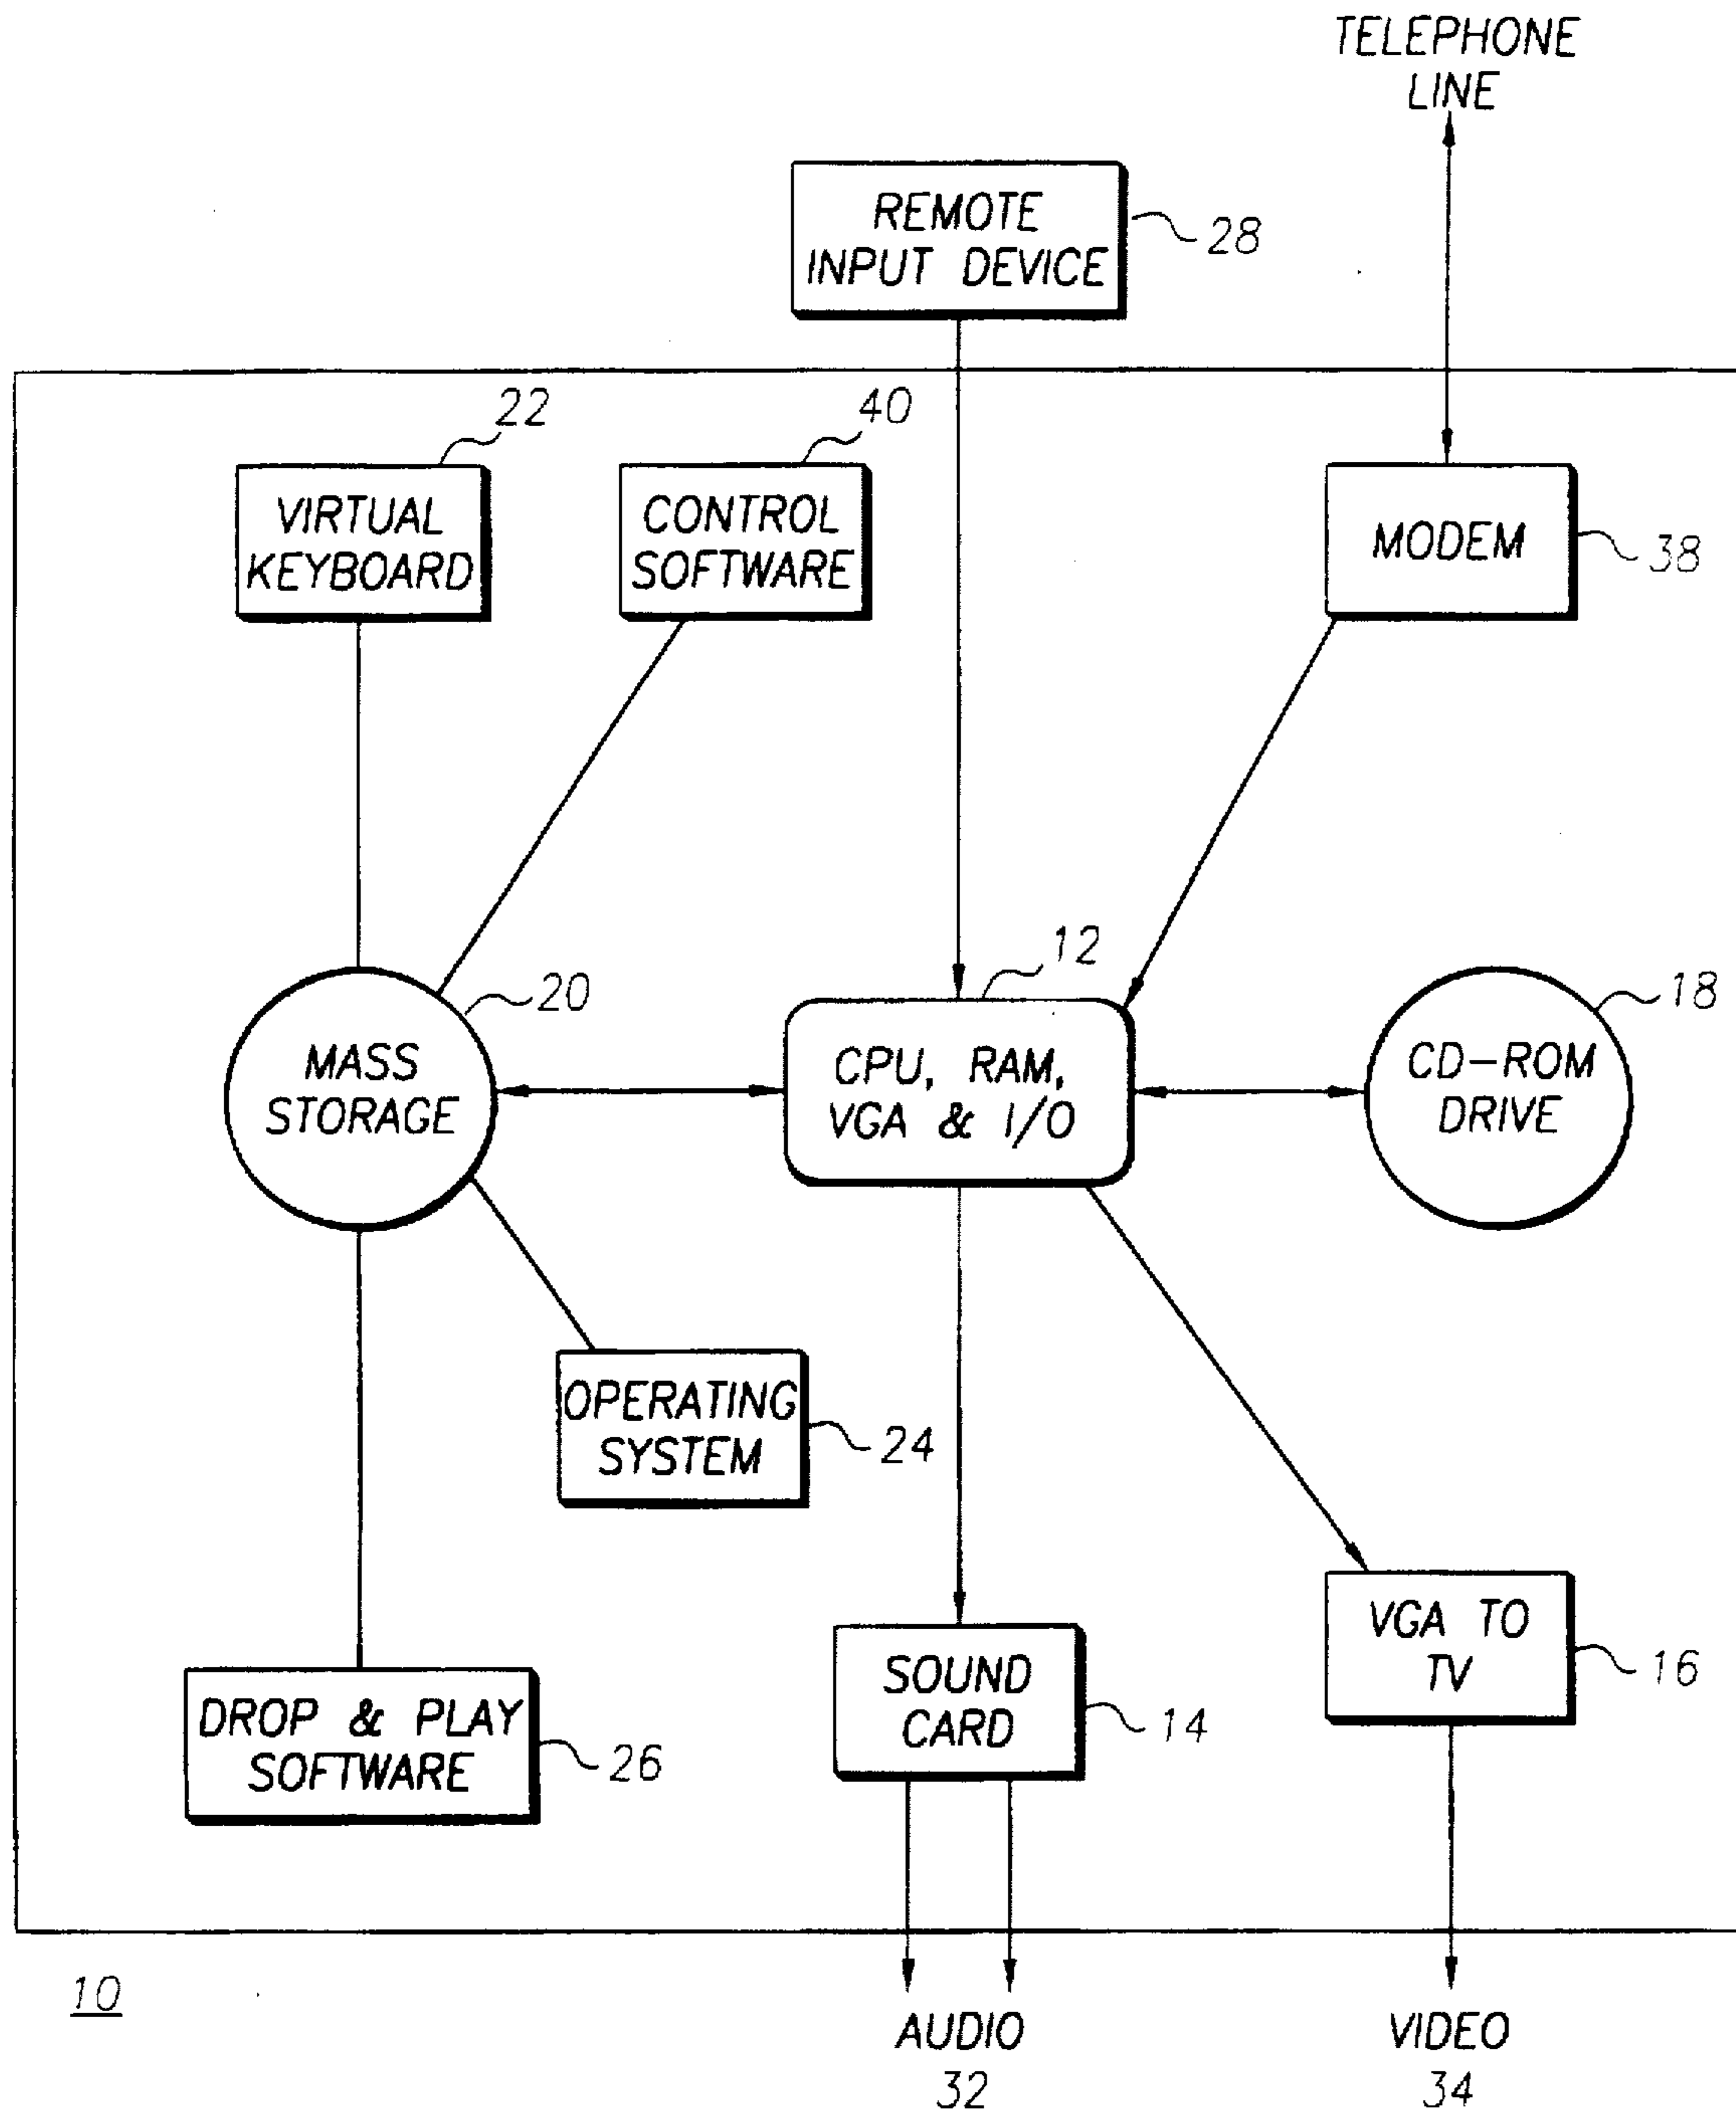 TELEPHONE
LINE
REMOTE
INPUT DEVICE
28
22
40
VIRTUAL
KEYBOARD
CONTROL
SOFTWARE
MODEM
38
12
20
18
MASS
STORAGE
CPU, RAM,
VGA & I/O
CD-ROM
DRIVE
OPERATING
SYSTEM
24
VGA TO
TV
16
SOUND
CARD
14
DROP & PLAY
SOFTWARE
26
10
AUDIO
32
VIDEO
34